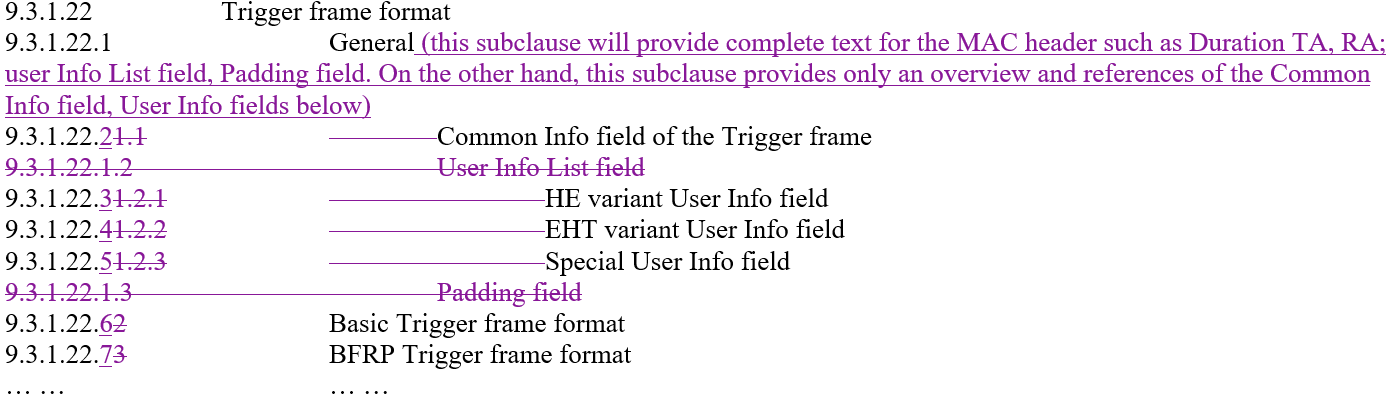 9.3.1.22 Trigger frame format
9.3.1.22.1 General (this subclause will provide complete text for the MAC header such as Duration TA, RA;
user Info List field, Padding field. On the other hand, this subclause provides only an overview and references of the Common
Info field, User Info fields below)
9.3.1.22.21.1 Common Info field of the Trigger frame
9.3.1.22.1.2 User Info List field
9.3.1.22.31.2.1 HE variant User Info field
9.3.1.22.41.2.2 EHT variant User Info field
9.3.1.22.51.2.3 Special User Info field
9.3.1.22.1.3 Padding field
9.3.1.22.62 Basic Trigger frame format
9.3.1.22.73 BFRP Trigger frame format
… … … …